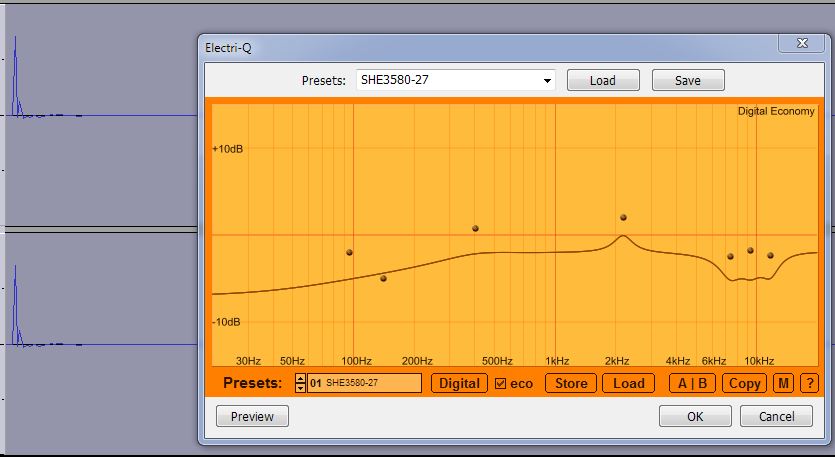 Electri-Q
Presets: SHE3580-27 Load Save
Digital Economy
+10dB
-10dB
30Hz 50Hz 100Hz 200Hz 500Hz 1kHz 2kHz 4kHz 6kHz 10kHz
Presets: 01 SHE3580-27 Digital eco Store Load A | B Copy M ?
Preview OK Cancel